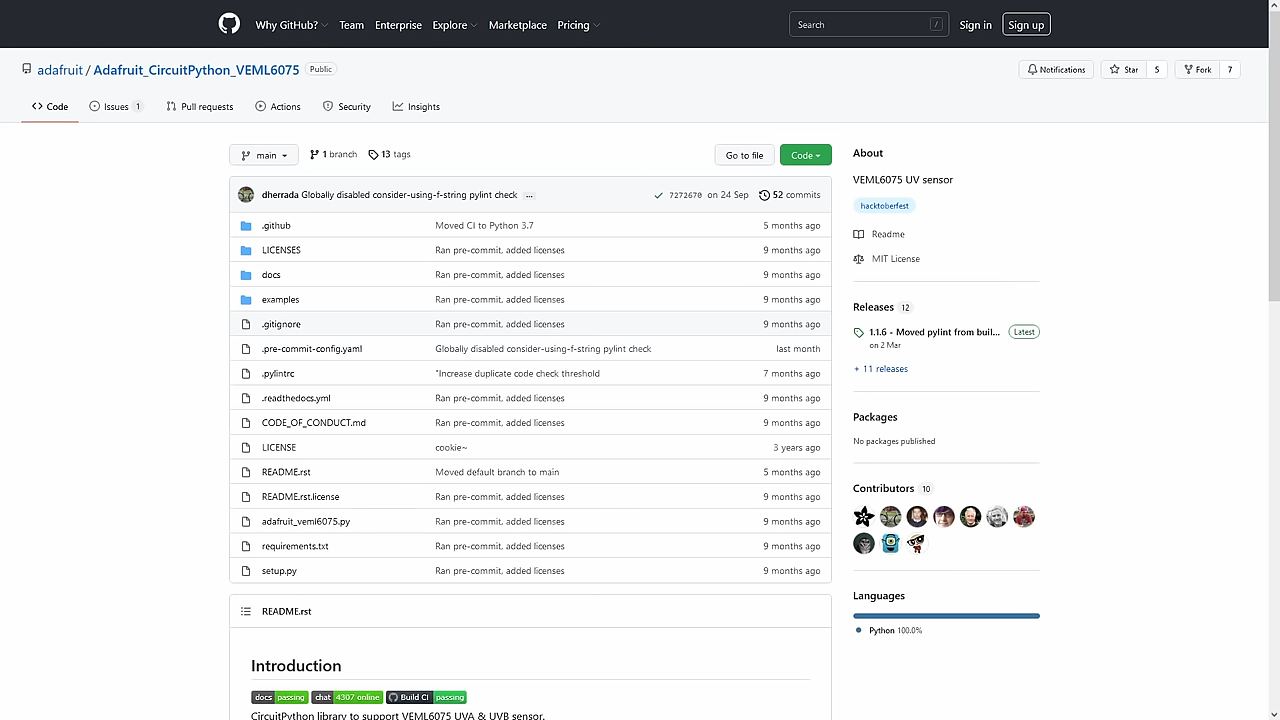 Why GitHub? Team Enterprise Explore Marketplace Pricing Search / Sign in Sign up
adafruit / Adafruit_CircuitPython_VEML6075 Public Notifications Star 5 Fork 7
Code Issues 1 Pull requests Actions Security Insights
main 1 branch 13 tags Go to file Code
dherrada Globally disabled consider-using-f-string pylint check ... 7272670 on 24 Sep 52 commits
.github Moved CI to Python 3.7 5 months ago
LICENSES Ran pre-commit, added licenses 9 months ago
docs Ran pre-commit, added licenses 9 months ago
examples Ran pre-commit, added licenses 9 months ago
.gitignore Ran pre-commit, added licenses 9 months ago
.pre-commit-config.yaml Globally disabled consider-using-f-string pylint check last month
.pylintrc "Increase duplicate code check threshold 7 months ago
.readthedocs.yml Ran pre-commit, added licenses 9 months ago
CODE_OF_CONDUCT.md Ran pre-commit, added licenses 9 months ago
LICENSE cookie~ 3 years ago
README.rst Moved default branch to main 5 months ago
README.rst.license Ran pre-commit, added licenses 9 months ago
adafruit_veml6075.py Ran pre-commit, added licenses 9 months ago
requirements.txt Ran pre-commit, added licenses 9 months ago
setup.py Ran pre-commit, added licenses 9 months ago
README.rst
Introduction
docs passing chat 4307 online Build CI passing
CircuitPython library to support VEML6075 UVA & UVB sensor.
About
VEML6075 UV sensor
hacktoberfest
Readme
MIT License
Releases 12
1.1.6 - Moved pylint from buil... Latest
on 2 Mar
+ 11 releases
Packages
No packages published
Contributors 10
Languages
Python 100.0%